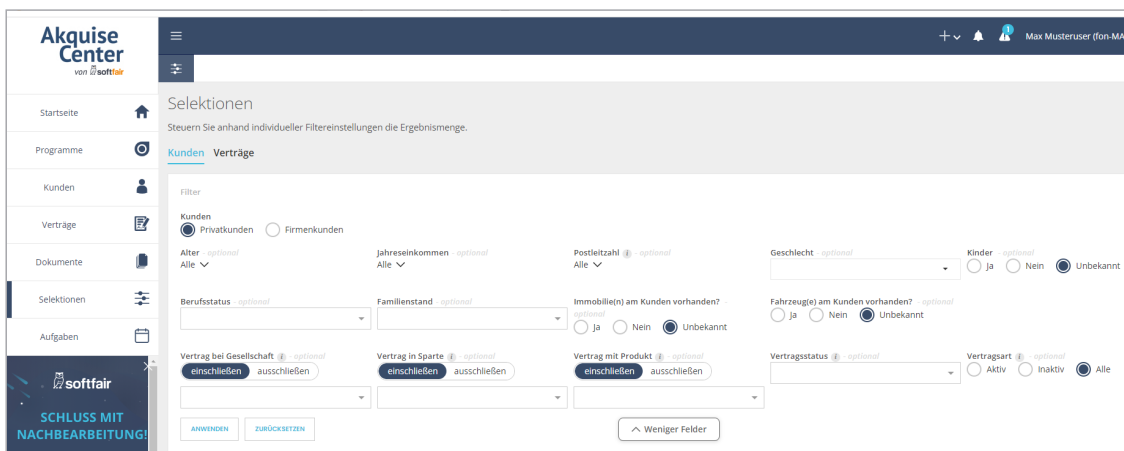 Akquise
Center
von softfair
Max Musteruser (fon-MA
1
Startseite
Programme
Kunden
Verträge
Dokumente
Selektionen
Aufgaben
softfair
SCHLUSS MIT
NACHBEARBEITUNG!
Selektionen
Steuern Sie anhand individueller Filtereinstellungen die Ergebnismenge.
Kunden Verträge
Filter
Kunden
Privatkunden Firmenkunden
Alter - optional Jahreseinkommen - optional Postleitzahl i - optional Geschlecht - optional Kinder - optional
Alle Alle Alle Ja Nein Unbekannt
Berufsstatus - optional Familienstand - optional Immobilie(n) am Kunden vorhanden? - Fahrzeug(e) am Kunden vorhanden? - optional
optional
Ja Nein Unbekannt Ja Nein Unbekannt
Vertrag bei Gesellschaft i - optional Vertrag in Sparte i - optional Vertrag mit Produkt i - optional Vertragsstatus i - optional Vertragsart i - optional
einschließen ausschließen einschließen ausschließen einschließen ausschließen Aktiv Inaktiv Alle
ANWENDEN ZURÜCKSETZEN Weniger Felder